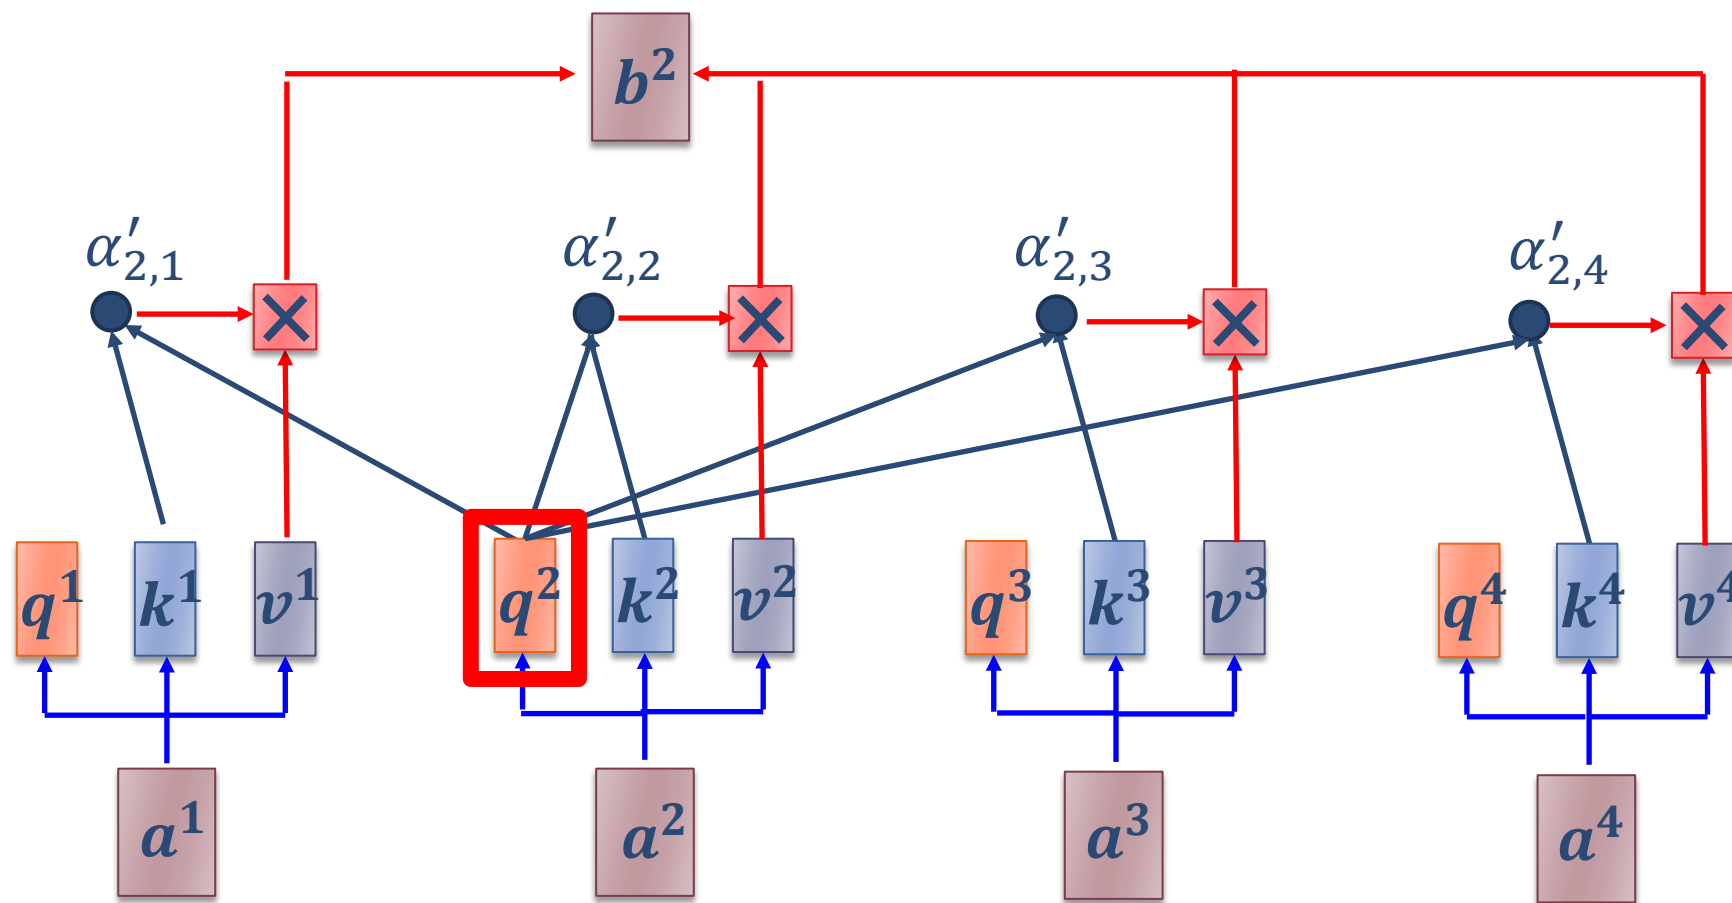 b²
α′₂,₁ α′₂,₂ α′₂,₃ α′₂,₄
q¹ k¹ v¹ q² k² v² q³ k³ v³ q⁴ k⁴ v⁴
a¹ a² a³ a⁴